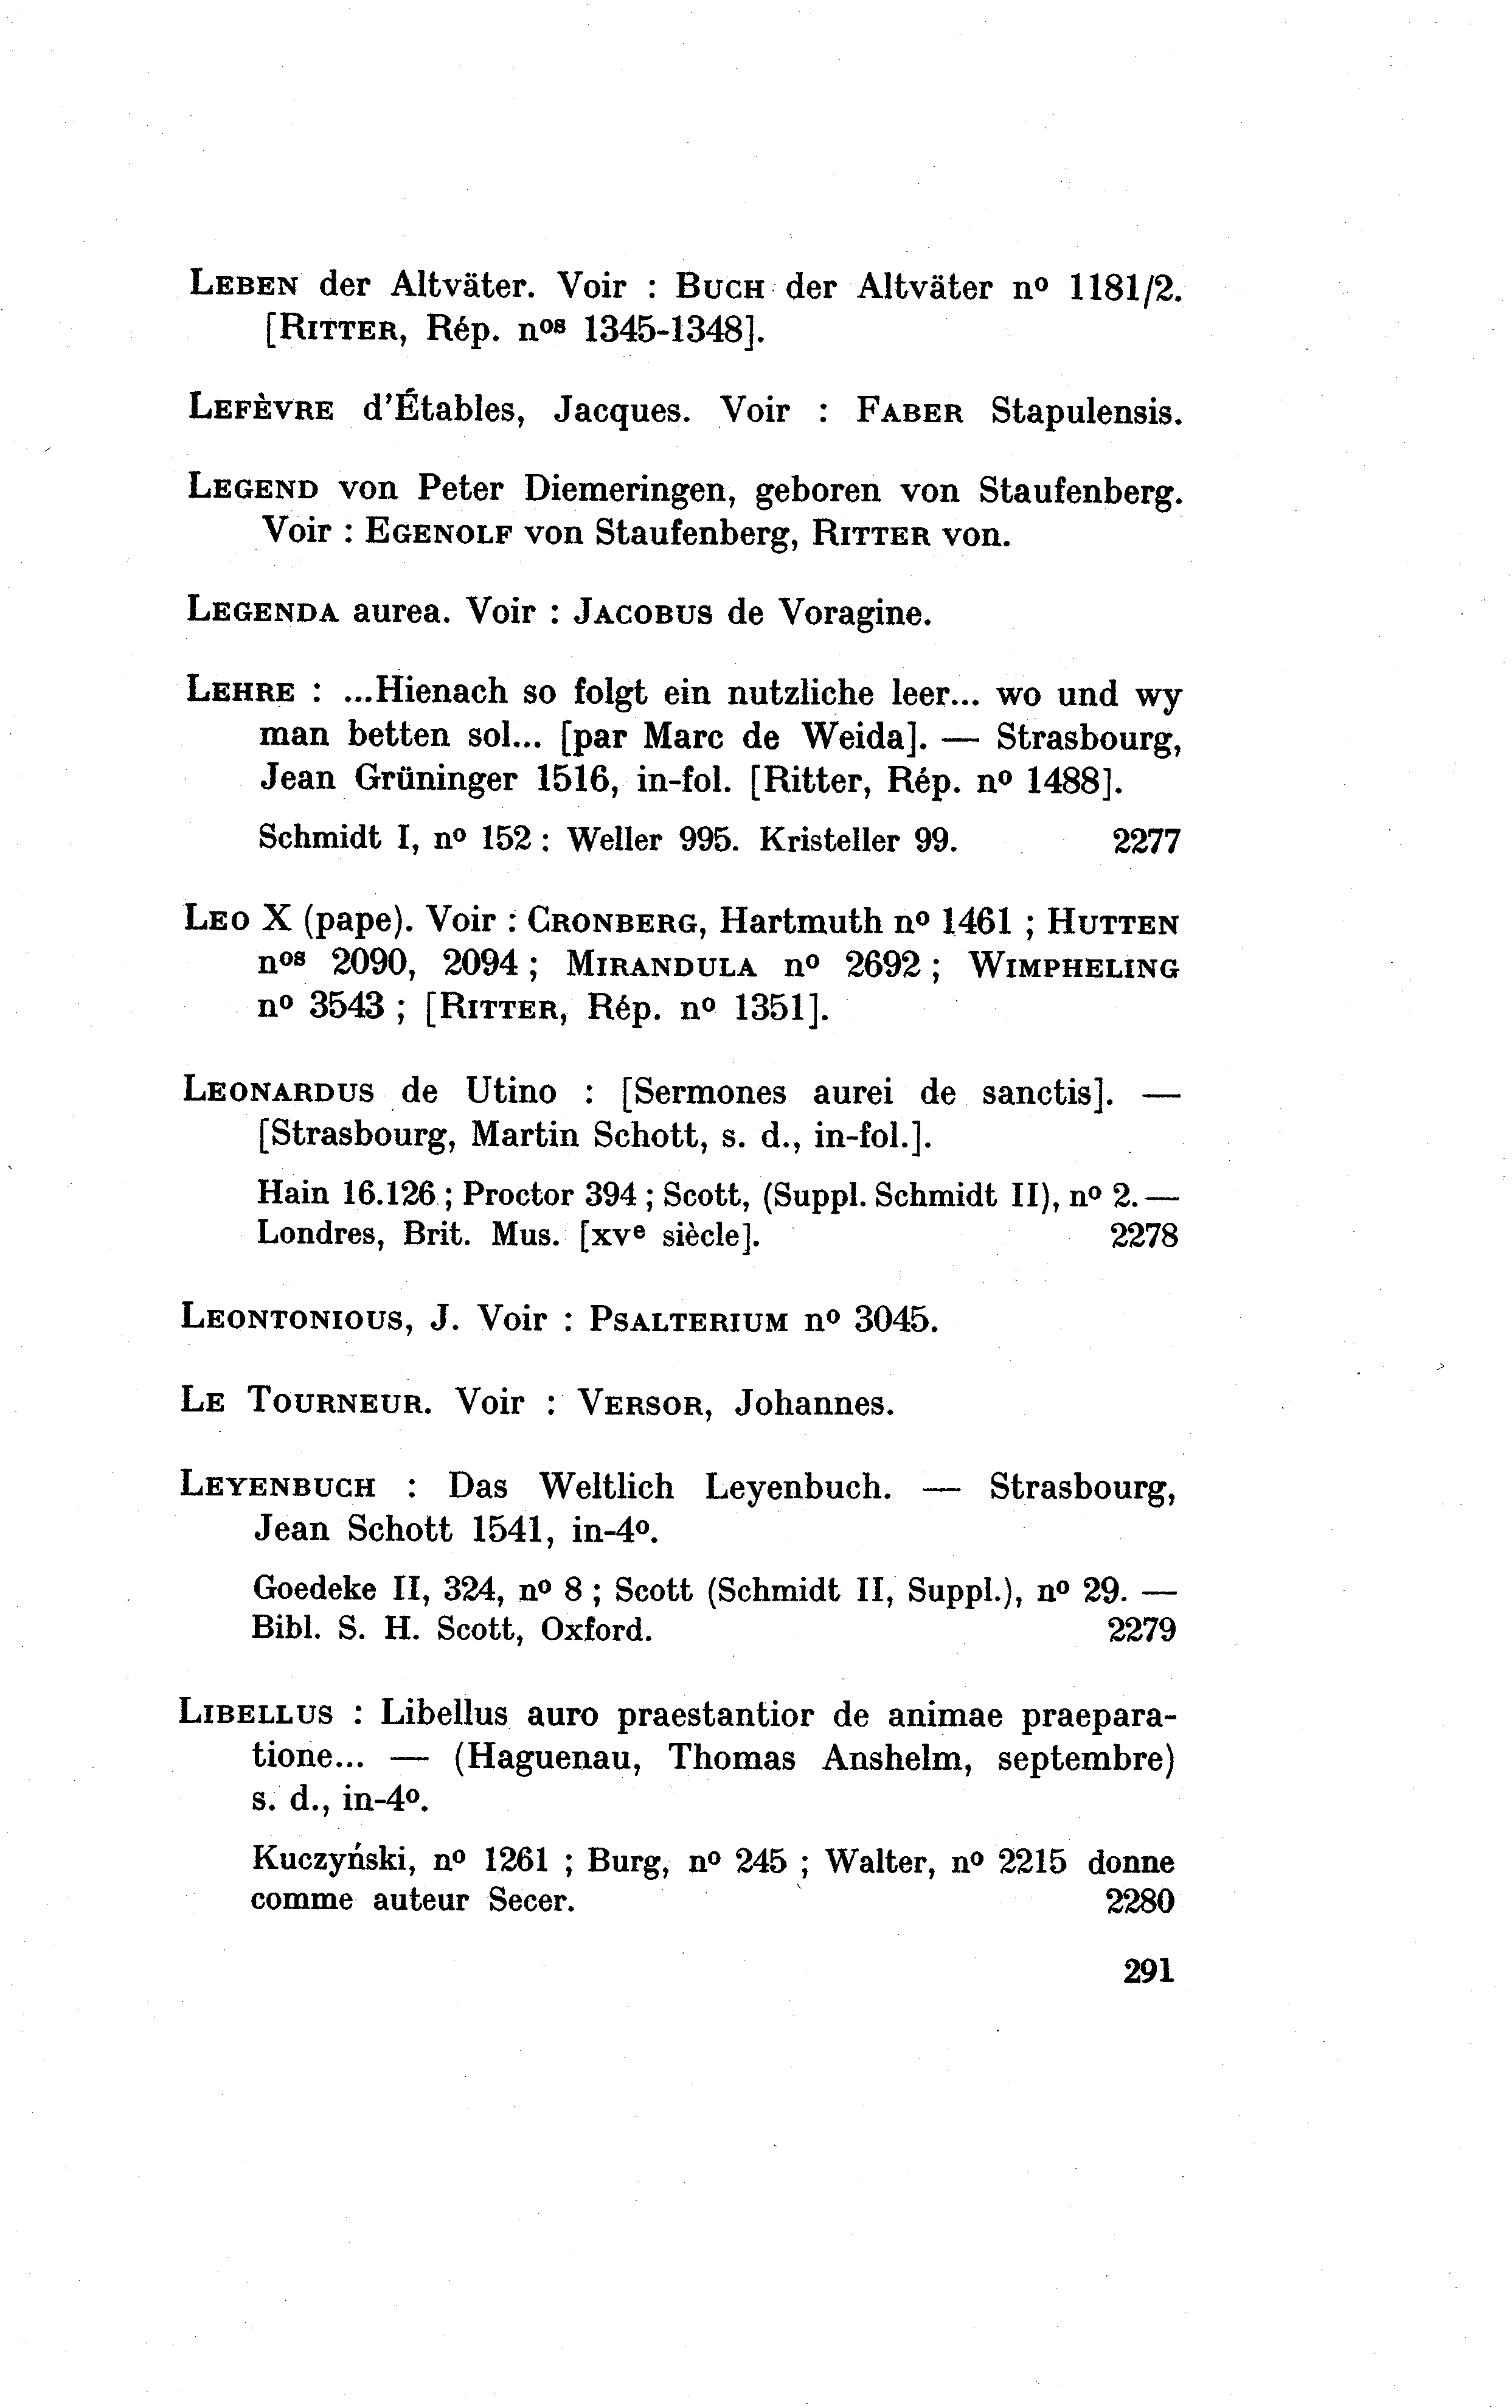 LEBEN der Altväter. Voir : BUCH der Altväter nº 1181/2.
[RITTER, Rép. nos 1345-1348].
LEFÈVRE d'Étables, Jacques. Voir : FABER Stapulensis.
LEGEND von Peter Diemeringen, geboren von Staufenberg.
Voir : EGENOLF von Staufenberg, RITTER von.
LEGENDA aurea. Voir : JACOBUS de Voragine.
LEHRE : ...Hienach so folgt ein nutzliche leer... wo und wy
man betten sol... [par Marc de Weida]. — Strasbourg,
Jean Grüninger 1516, in-fol. [Ritter, Rép. nº 1488].
Schmidt I, nº 152 : Weller 995. Kristeller 99. 2277
LEO X (pape). Voir : CRONBERG, Hartmuth nº 1461 ; HUTTEN
nos 2090, 2094 ; MIRANDULA nº 2692 ; WIMPHELING
nº 3543 ; [RITTER, Rép. nº 1351].
LEONARDUS de Utino : [Sermones aurei de sanctis]. —
[Strasbourg, Martin Schott, s. d., in-fol.].
Hain 16.126 ; Proctor 394 ; Scott, (Suppl. Schmidt II), nº 2. —
Londres, Brit. Mus. [XVe siècle]. 2278
LEONTONIOUS, J. Voir : PSALTERIUM nº 3045.
LE TOURNEUR. Voir : VERSOR, Johannes.
LEYENBUCH : Das Weltlich Leyenbuch. — Strasbourg,
Jean Schott 1541, in-4º.
Goedeke II, 324, nº 8 ; Scott (Schmidt II, Suppl.), nº 29. —
Bibl. S. H. Scott, Oxford. 2279
LIBELLUS : Libellus auro praestantior de animae praepara-
tione... — (Haguenau, Thomas Anshelm, septembre)
s. d., in-4º.
Kuczyński, nº 1261 ; Burg, nº 245 ; Walter, nº 2215 donne
comme auteur Secer. 2280
291